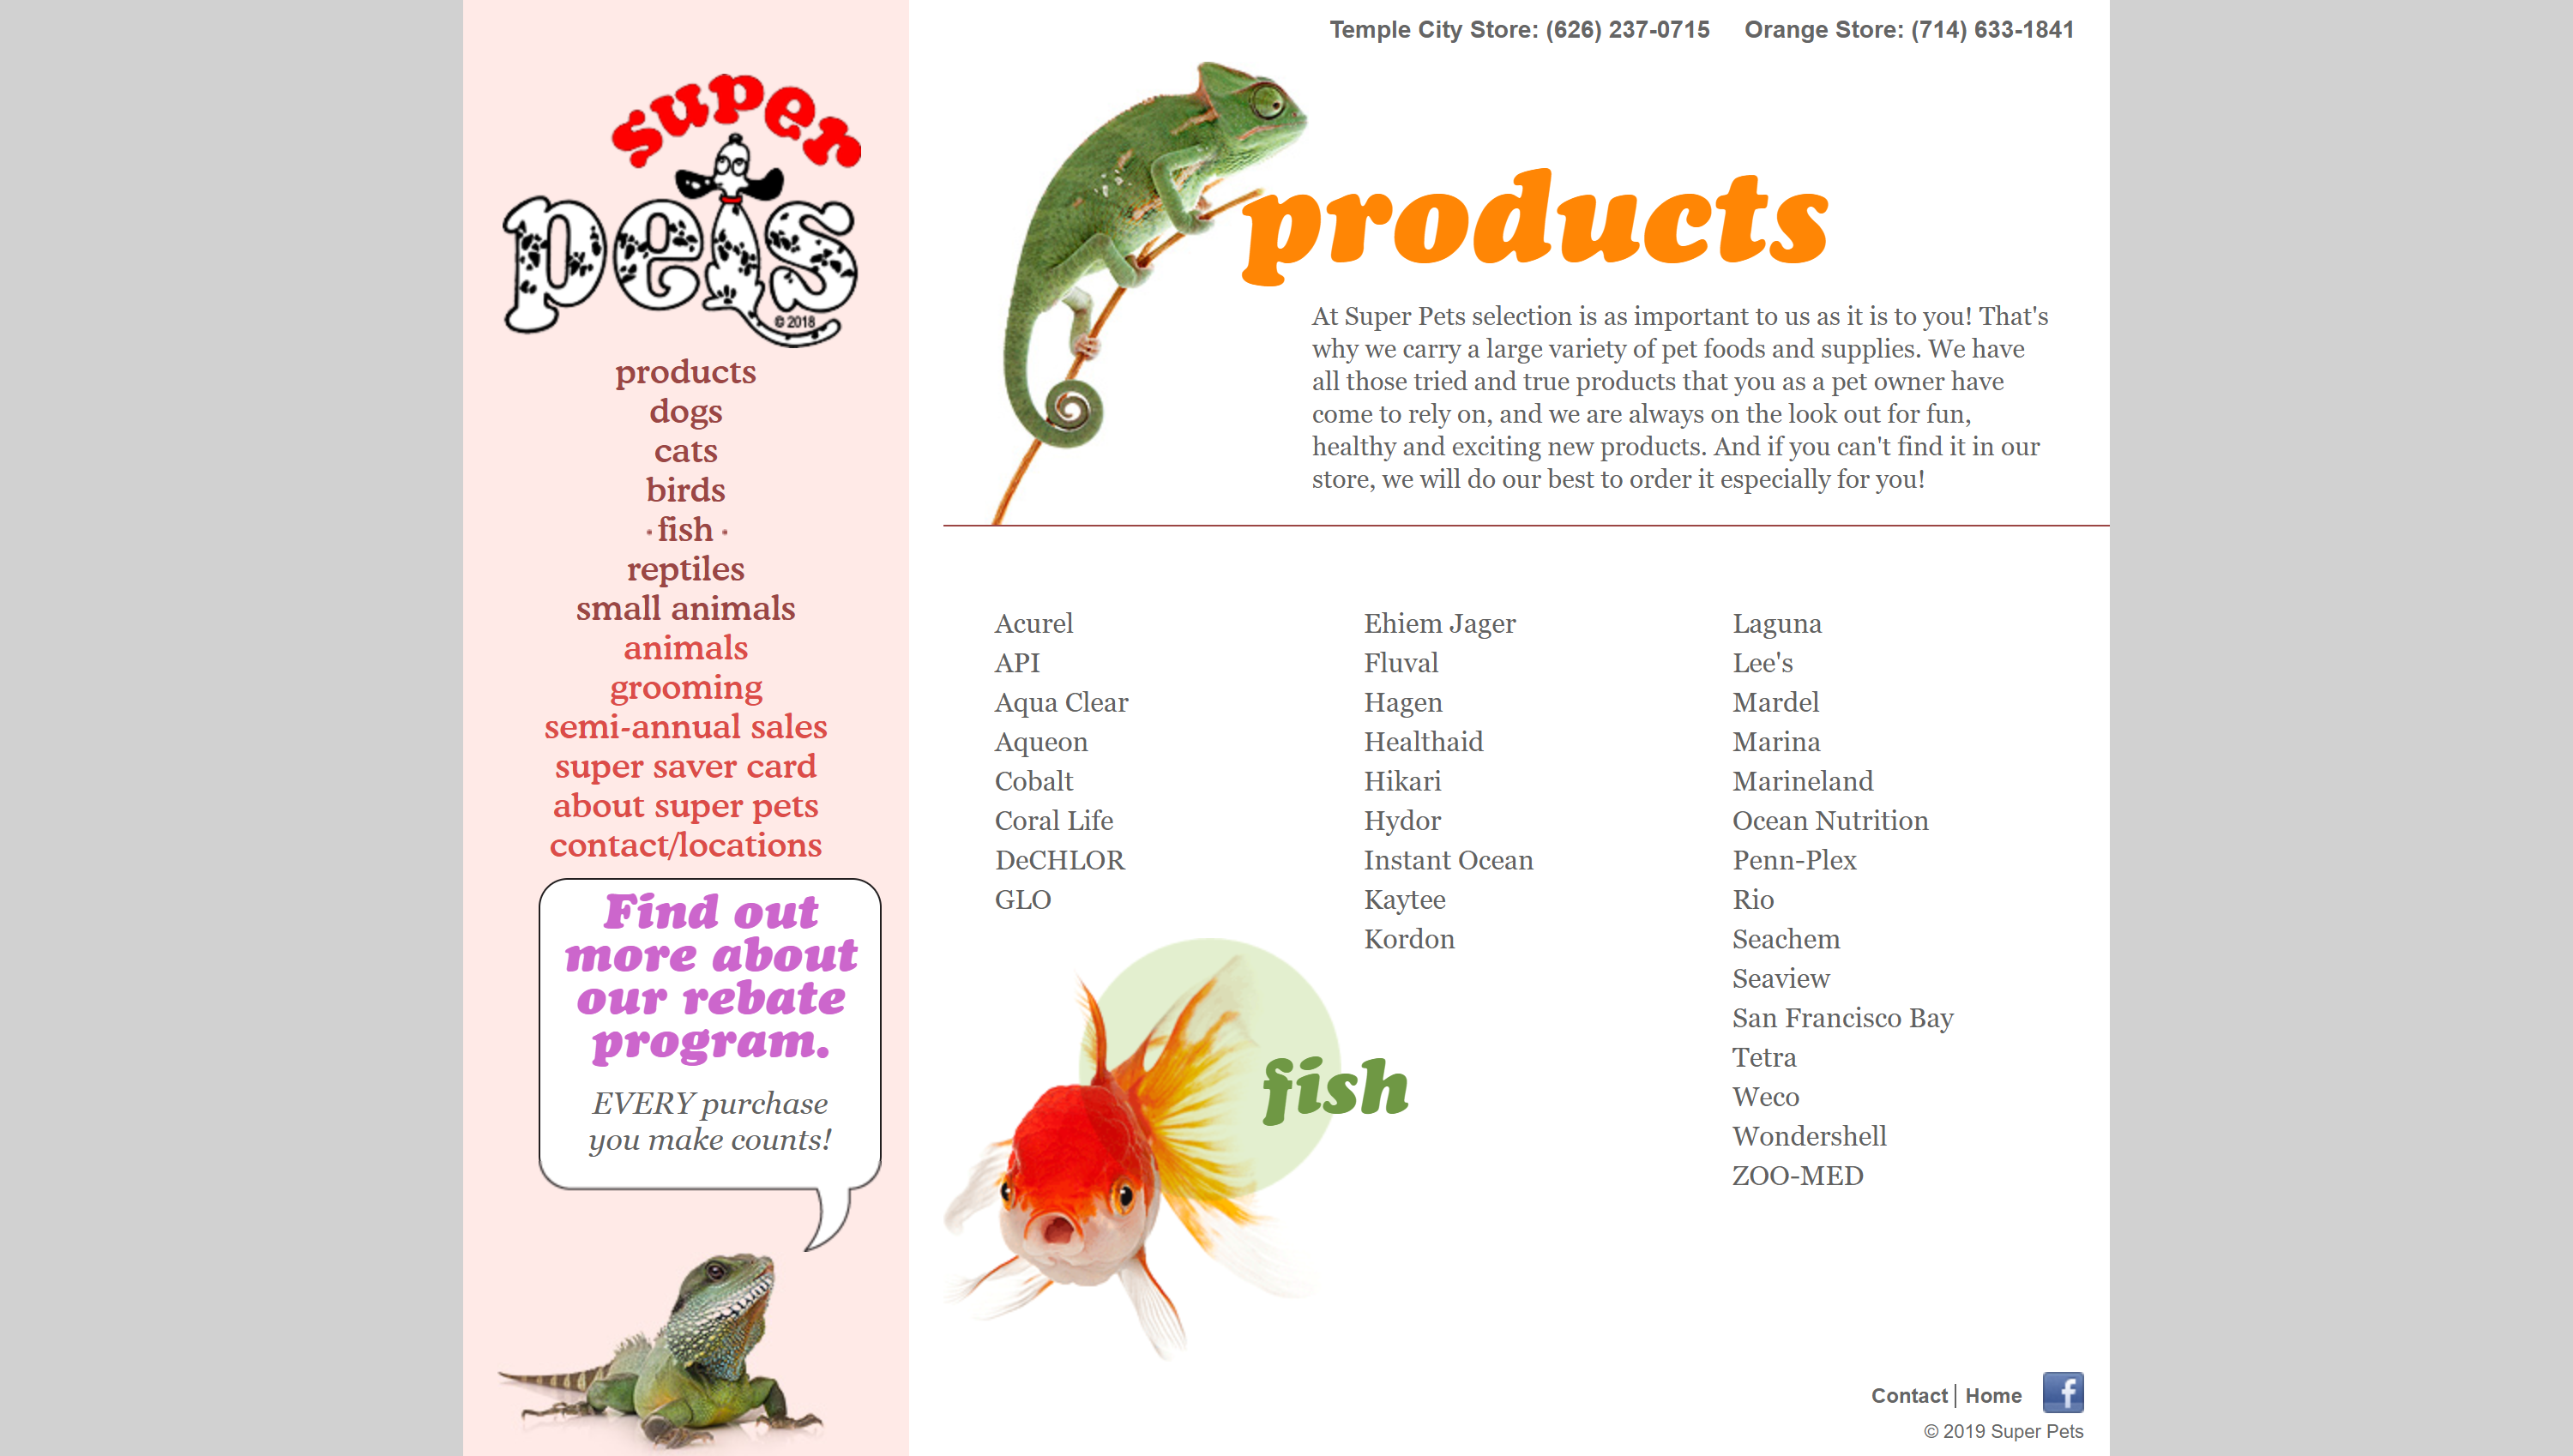 Temple City Store: (626) 237-0715 Orange Store: (714) 633-1841
super
pets
© 2018
products
dogs
cats
birds
· fish ·
reptiles
small animals
animals
grooming
semi-annual sales
super saver card
about super pets
contact/locations
Find out
more about
our rebate
program.
EVERY purchase
you make counts!
products
At Super Pets selection is as important to us as it is to you! That's
why we carry a large variety of pet foods and supplies. We have
all those tried and true products that you as a pet owner have
come to rely on, and we are always on the look out for fun,
healthy and exciting new products. And if you can't find it in our
store, we will do our best to order it especially for you!
Acurel
API
Aqua Clear
Aqueon
Cobalt
Coral Life
DeCHLOR
GLO
Ehiem Jager
Fluval
Hagen
Healthaid
Hikari
Hydor
Instant Ocean
Kaytee
Kordon
Laguna
Lee's
Mardel
Marina
Marineland
Ocean Nutrition
Penn-Plex
Rio
Seachem
Seaview
San Francisco Bay
Tetra
Weco
Wondershell
ZOO-MED
fish
Contact | Home f
© 2019 Super Pets